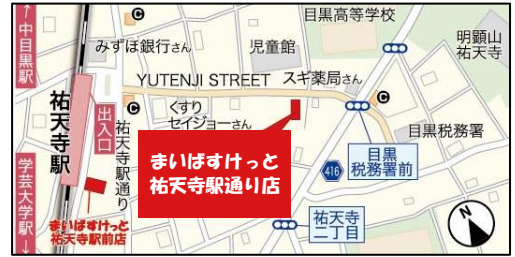 ↑中目黒駅
みずほ銀行さん
児童館
目黒高等学校
明顕山
祐天寺
YUTENJI STREET
スギ薬局さん
祐天寺駅
出入口
祐天寺駅通り
くすり
セイジョーさん
まいばすけっと
祐天寺駅通り店
目黒税務署
目黒
税務署前
416
祐天寺
二丁目
学芸大学駅↓
まいばすけっと
祐天寺駅前店
N